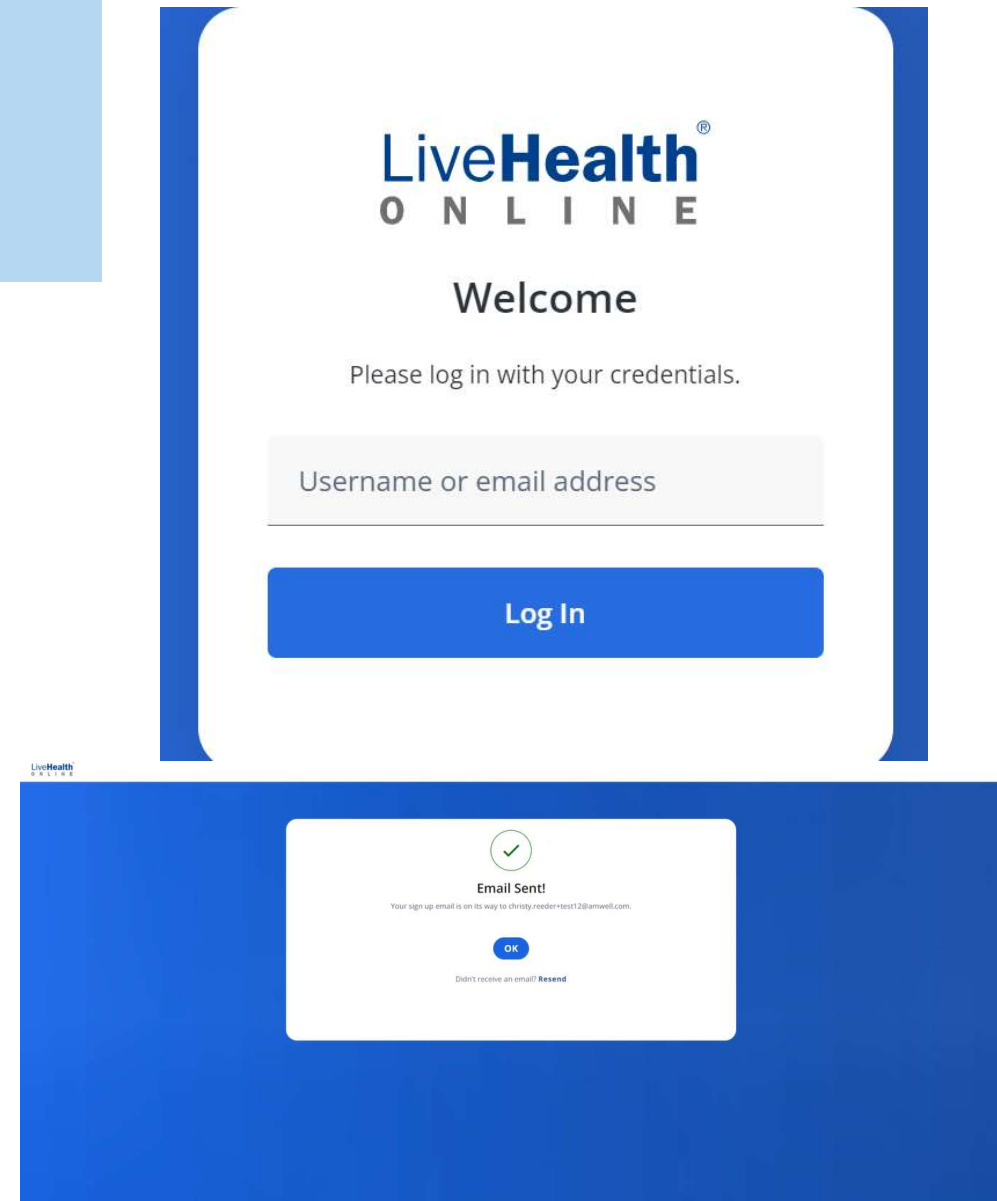 LiveHealth®
ONLINE
Welcome
Please log in with your credentials.
Username or email address
Log In
LiveHealth
ONLINE
Email Sent!
Your sign up email is on its way to christy.reeder+test12@amwell.com.
OK
Didn't receive an email? Resend